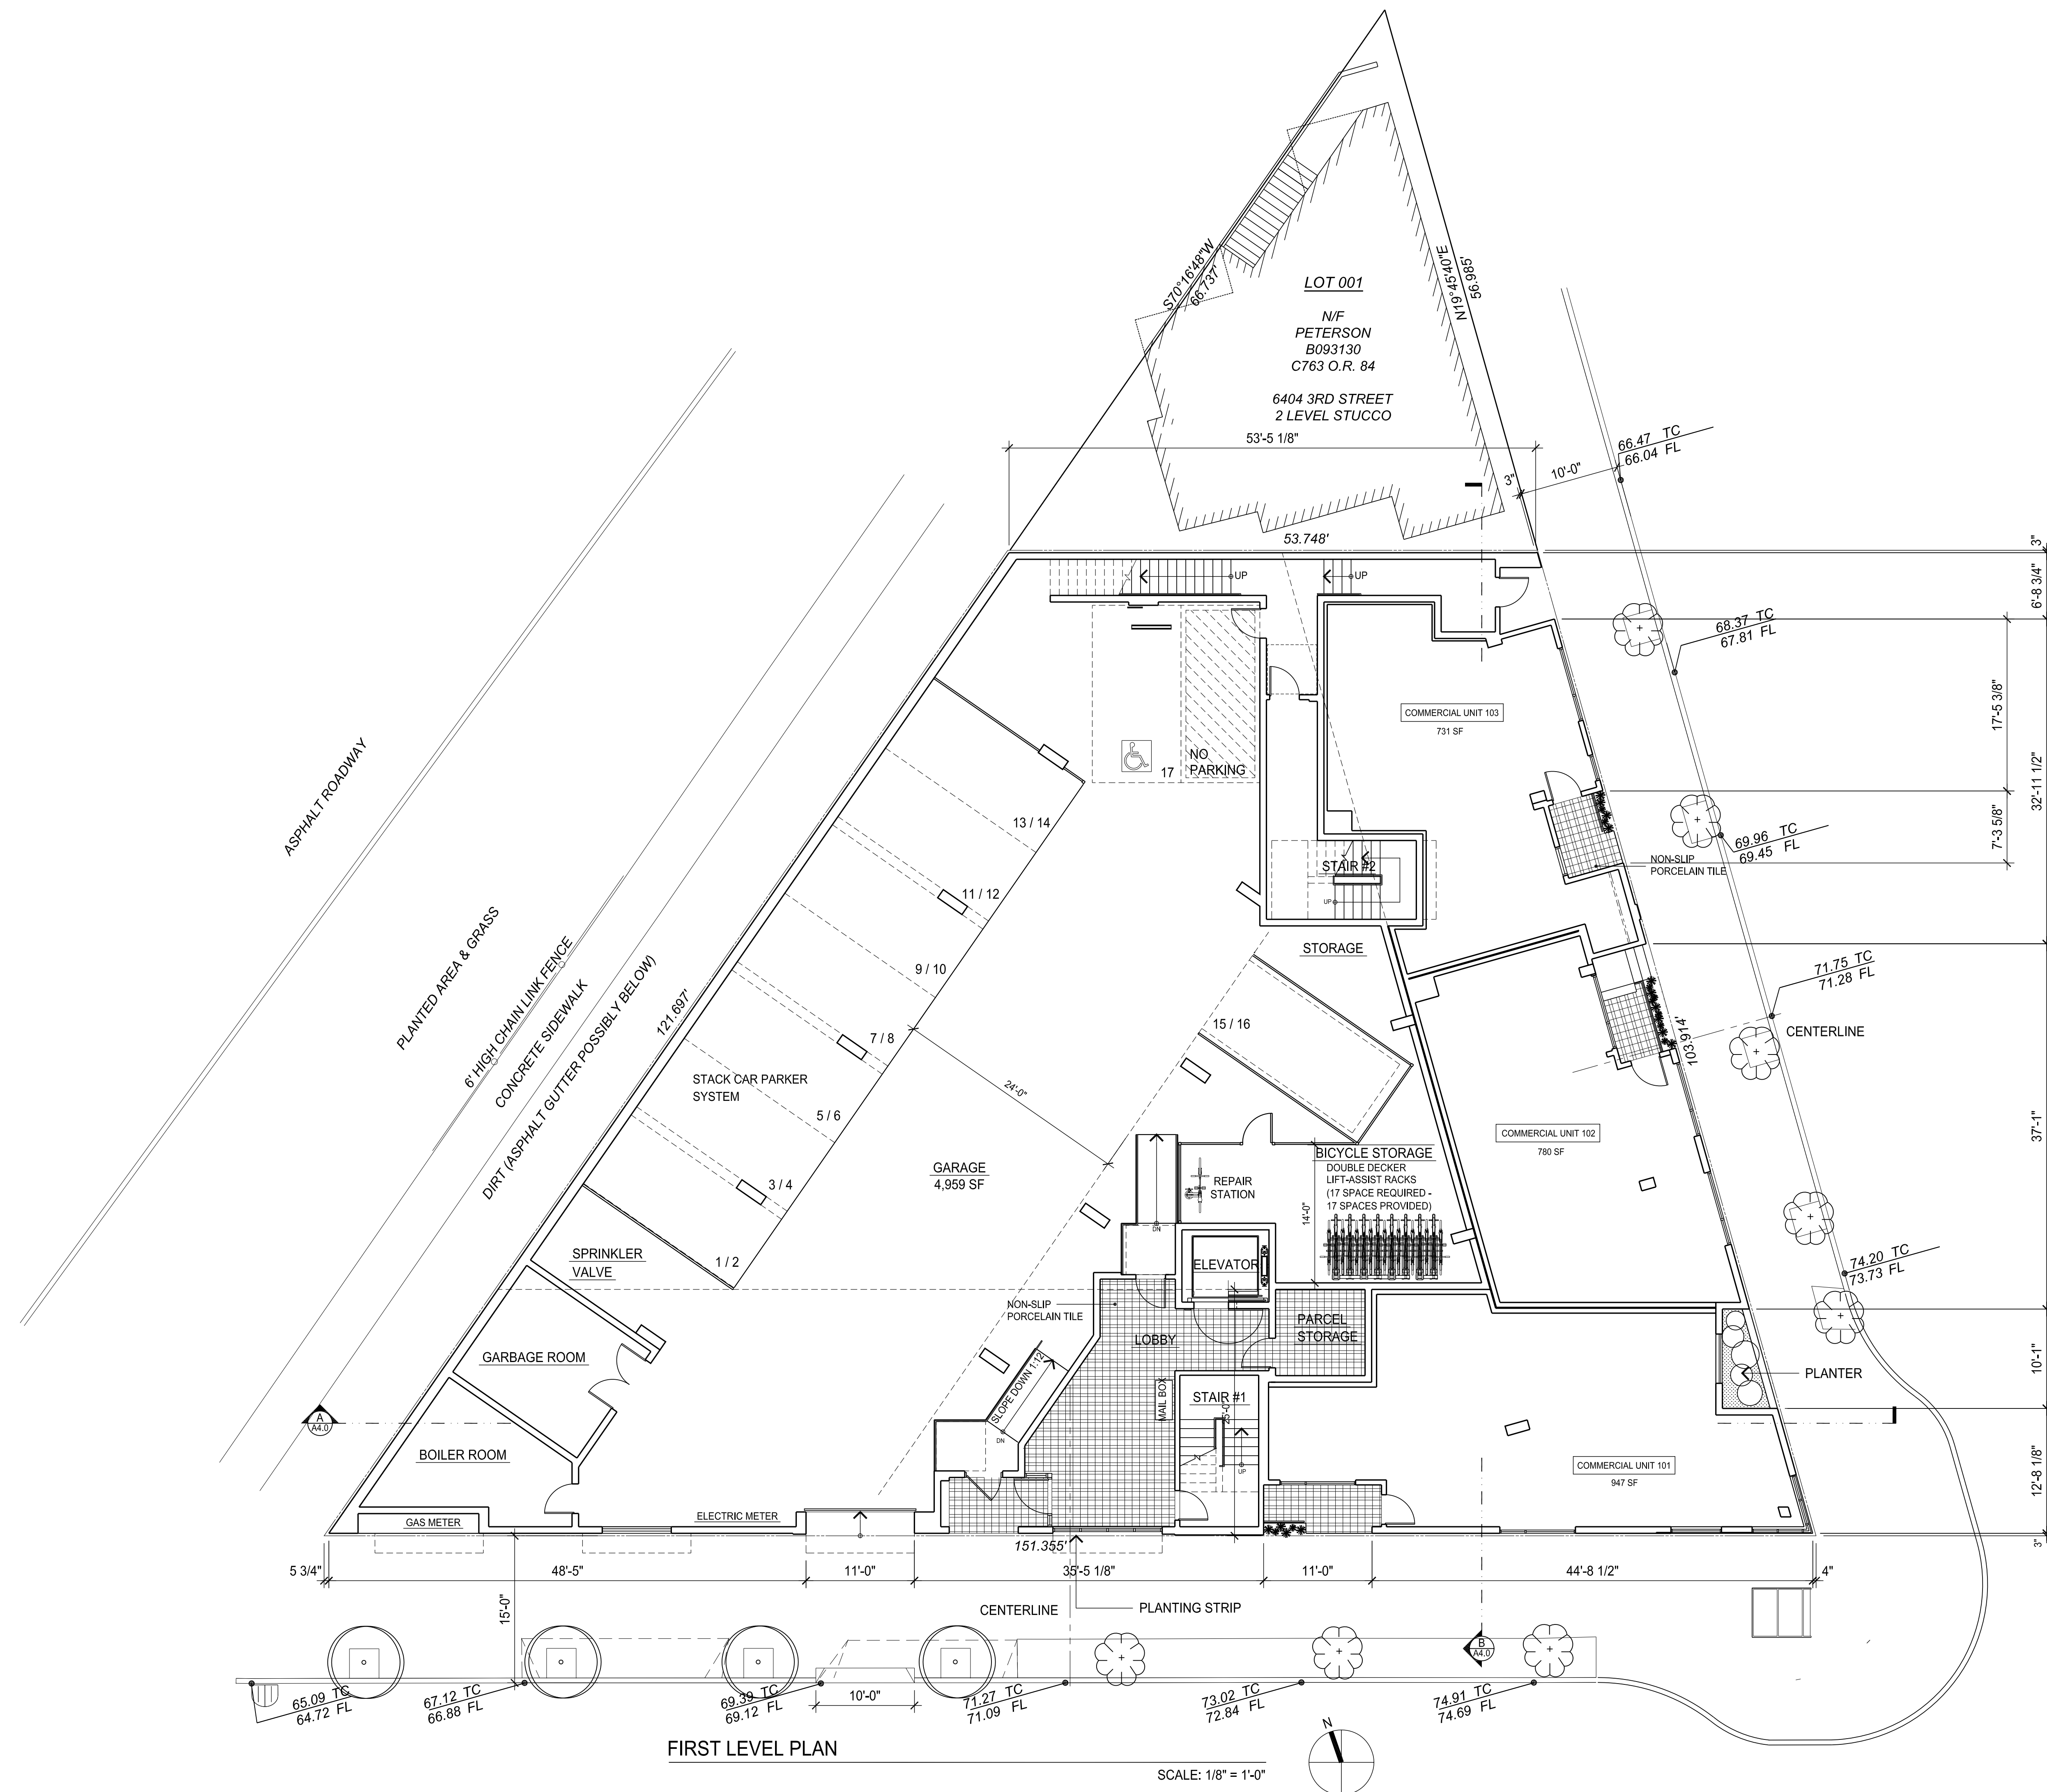 S70°16'48"W
66.737'
N19°45'40"E
56.985'
LOT 001
N/F
PETERSON
B093130
C763 O.R. 84
6404 3RD STREET
2 LEVEL STUCCO
53'-5 1/8"
3"
10'-0"
66.47 TC
66.04 FL
53.748'
3"
6'-8 3/4"
UP
UP
68.37 TC
67.81 FL
17'-5 3/8"
32'-11 1/2"
7'-3 5/8"
COMMERCIAL UNIT 103
731 SF
NO
PARKING
17
ASPHALT ROADWAY
13 / 14
69.96 TC
69.45 FL
NON-SLIP
PORCELAIN TILE
STAIR #2
UP
11 / 12
STORAGE
PLANTED AREA & GRASS
6' HIGH CHAIN LINK FENCE
CONCRETE SIDEWALK
DIRT (ASPHALT GUTTER POSSIBLY BELOW)
121.697'
9 / 10
71.75 TC
71.28 FL
CENTERLINE
103.914'
15 / 16
7 / 8
STACK CAR PARKER
SYSTEM
24'-0"
5 / 6
37'-1"
COMMERCIAL UNIT 102
780 SF
GARAGE
4,959 SF
3 / 4
REPAIR
STATION
BICYCLE STORAGE
DOUBLE DECKER
LIFT-ASSIST RACKS
(17 SPACE REQUIRED -
17 SPACES PROVIDED)
14'-0"
DN
SPRINKLER
VALVE
1 / 2
ELEVATOR
74.20 TC
73.73 FL
NON-SLIP
PORCELAIN TILE
LOBBY
PARCEL
STORAGE
GARBAGE ROOM
SLOPE DOWN 1:12
DN
MAIL BOX
STAIR #1
25'-0"
UP
PLANTER
10'-1"
A
A4.0
BOILER ROOM
COMMERCIAL UNIT 101
947 SF
12'-8 1/8"
GAS METER
ELECTRIC METER
3"
151.355'
5 3/4"
48'-5"
11'-0"
35'-5 1/8"
11'-0"
44'-8 1/2"
4"
15'-0"
CENTERLINE
PLANTING STRIP
B
A4.0
65.09 TC
64.72 FL
67.12 TC
66.88 FL
69.39 TC
69.12 FL
10'-0"
71.27 TC
71.09 FL
73.02 TC
72.84 FL
74.91 TC
74.69 FL
N
FIRST LEVEL PLAN
SCALE: 1/8" = 1'-0"